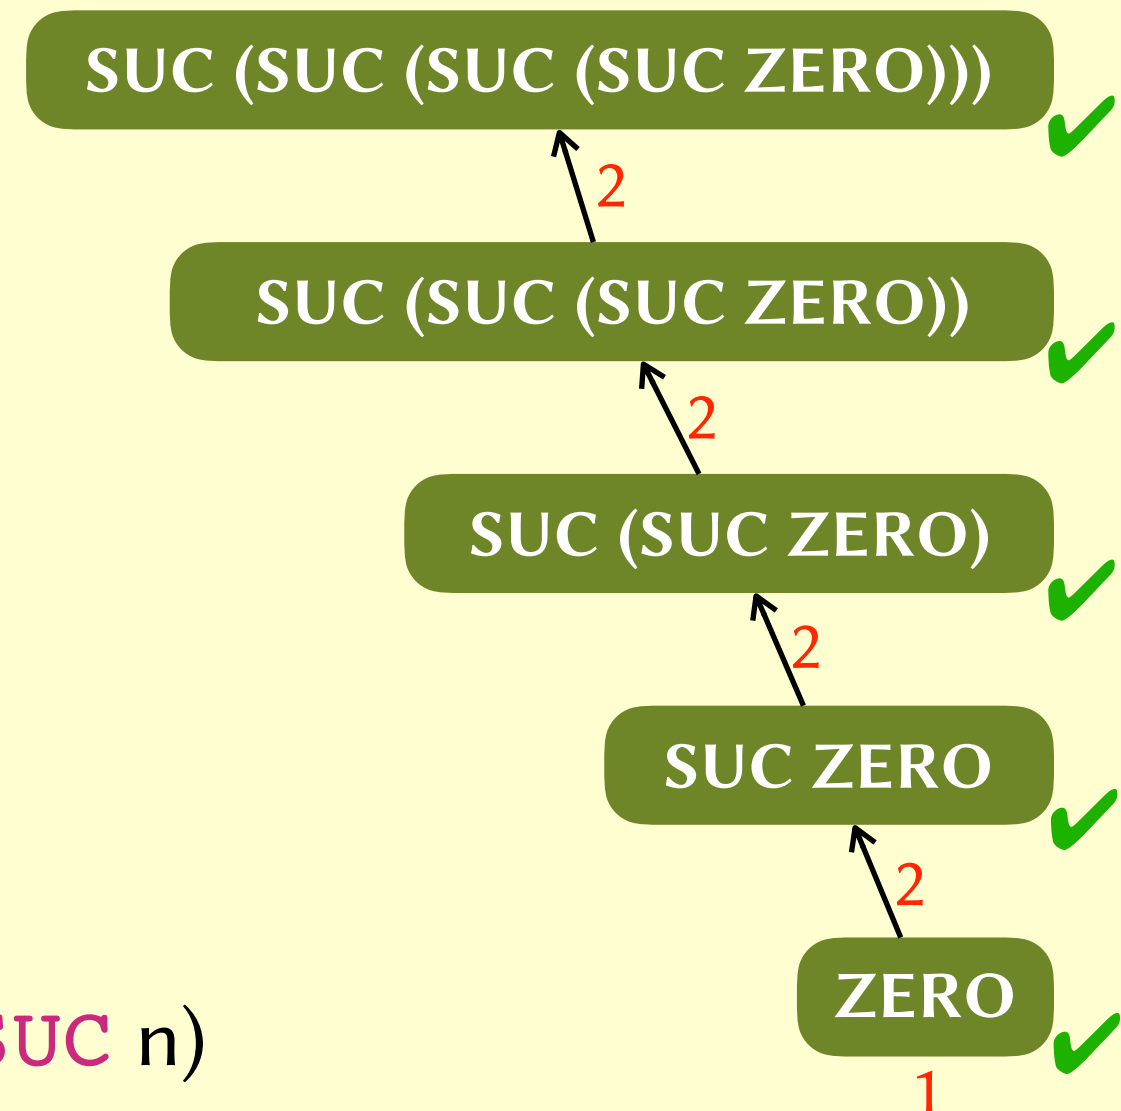 SUC (SUC (SUC (SUC ZERO)))
2
SUC (SUC (SUC ZERO))
2
SUC (SUC ZERO)
2
SUC ZERO
2
ZERO
SUC n)
1